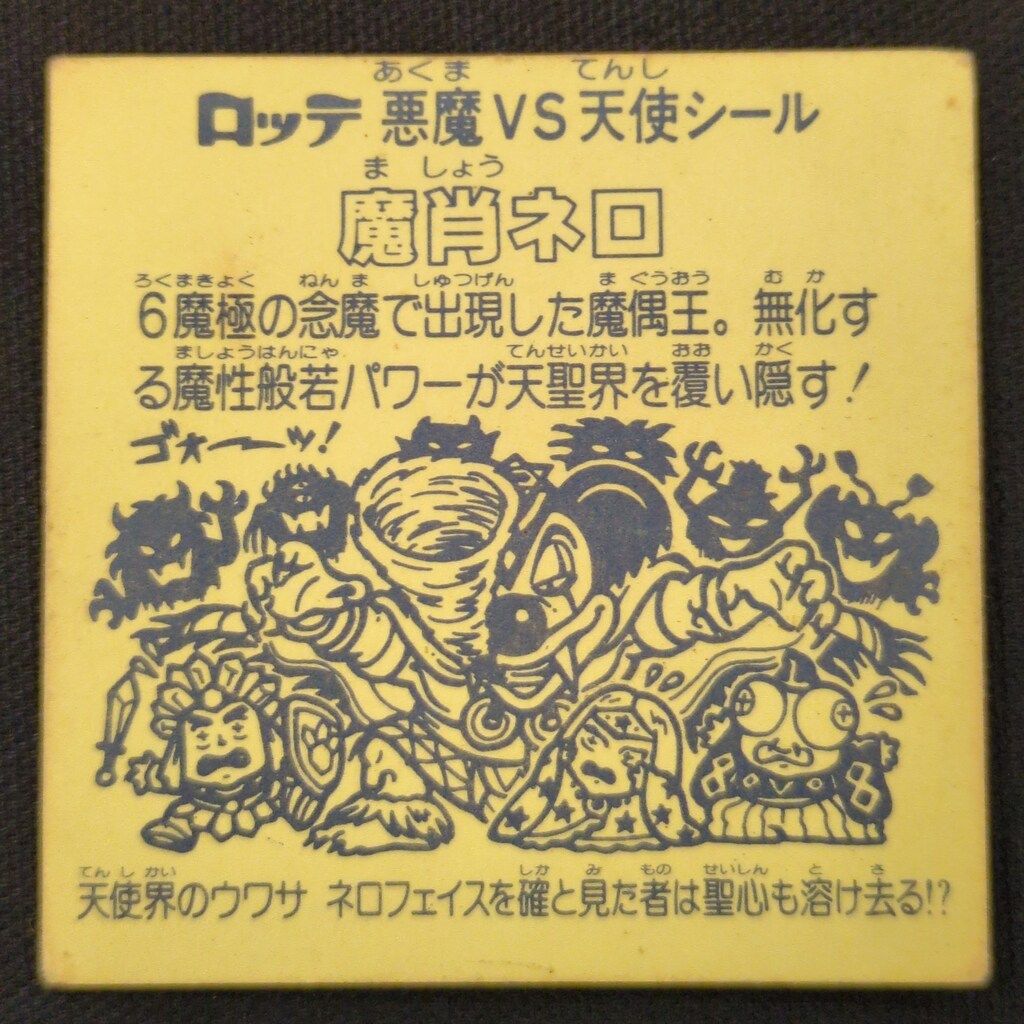 あくま てんし
ロッテ 悪魔VS天使シール
ま しょう
魔肖ネロ
ろくまきょく ねん ま しゅつげん ま ぐうおう む か
6魔極の念魔で出現した魔偶王。無化す
ましょうはんにゃ てんせいかい おお かく
る魔性般若パワーが天聖界を覆い隠す!
ゴォーッ!
てん し かい しか み もの せいしん と さ
天使界のウワサ ネロフェイスを確と見た者は聖心も溶け去る!?